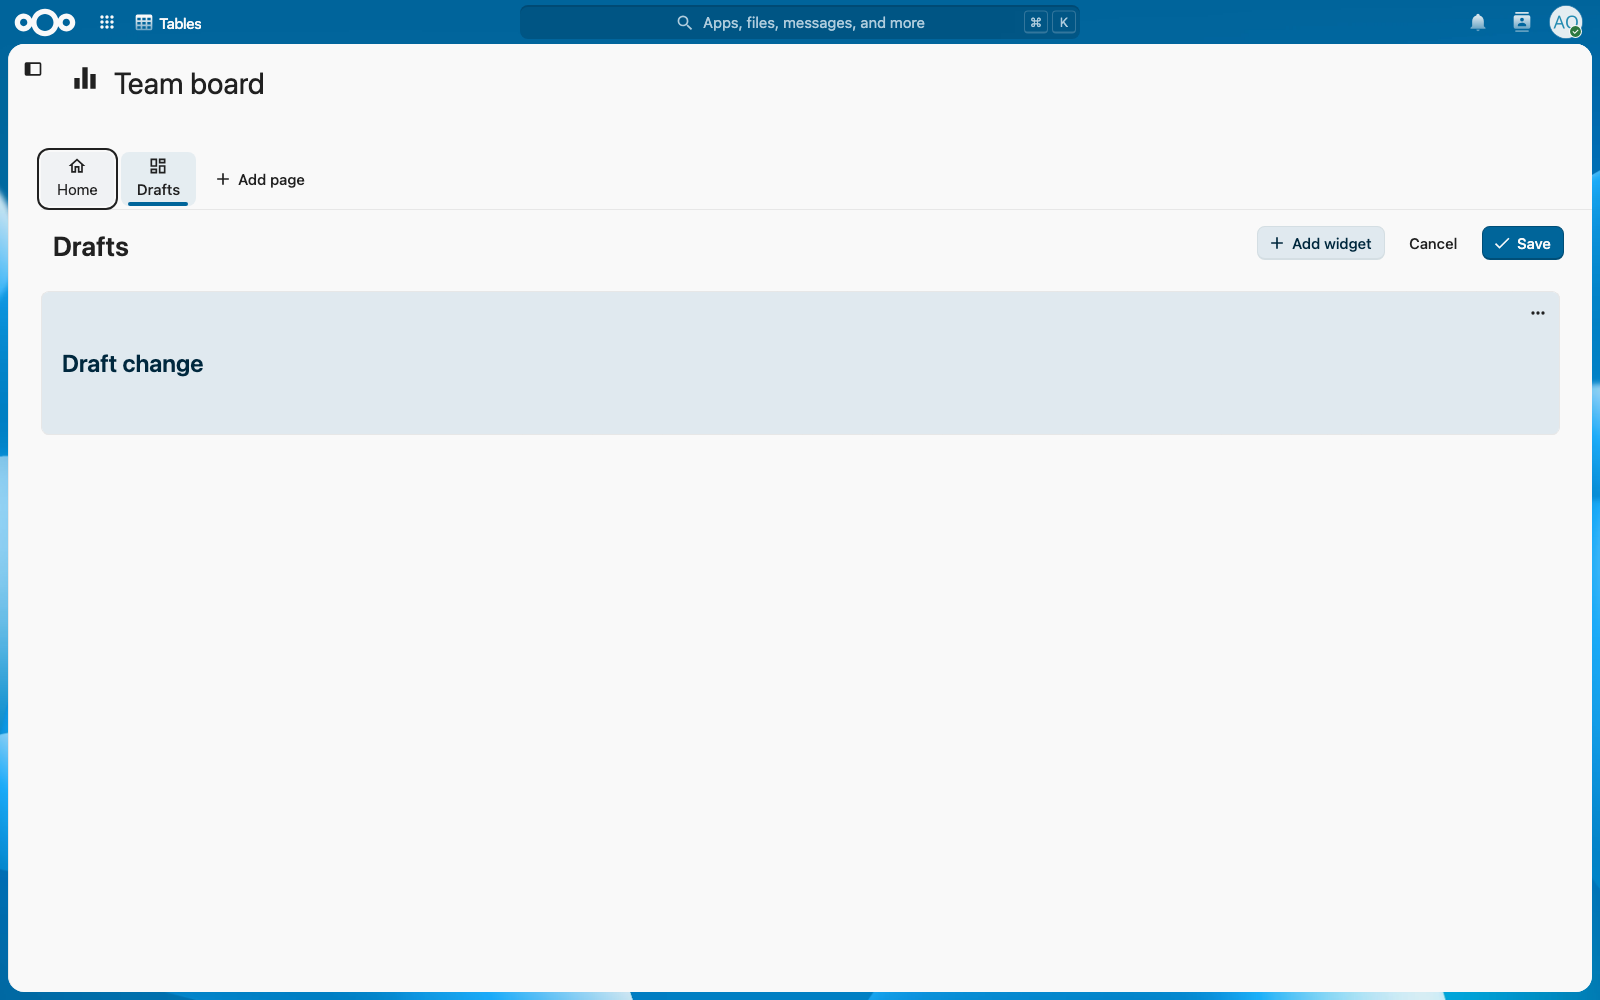 Tables
Apps, files, messages, and more
⌘ K
AO
Team board
Home
Drafts
Add page
Drafts
Add widget
Cancel
Save
Draft change